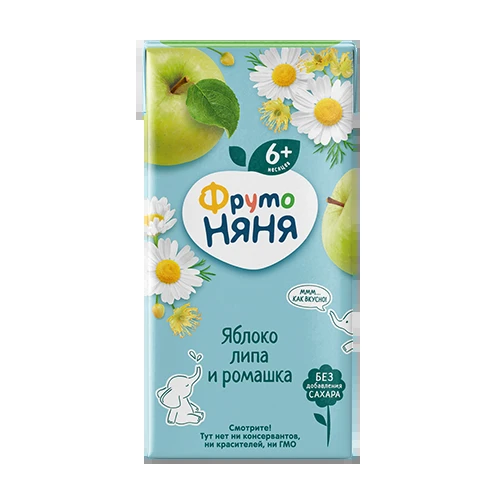 6+
месяцев
Фруто
НЯНЯ
МММ...
КАК ВКУСНО!
Яблоко
липа
и ромашка
БЕЗ
добавления
САХАРА
Смотрите!
Тут нет ни консервантов,
ни красителей, ни ГМО